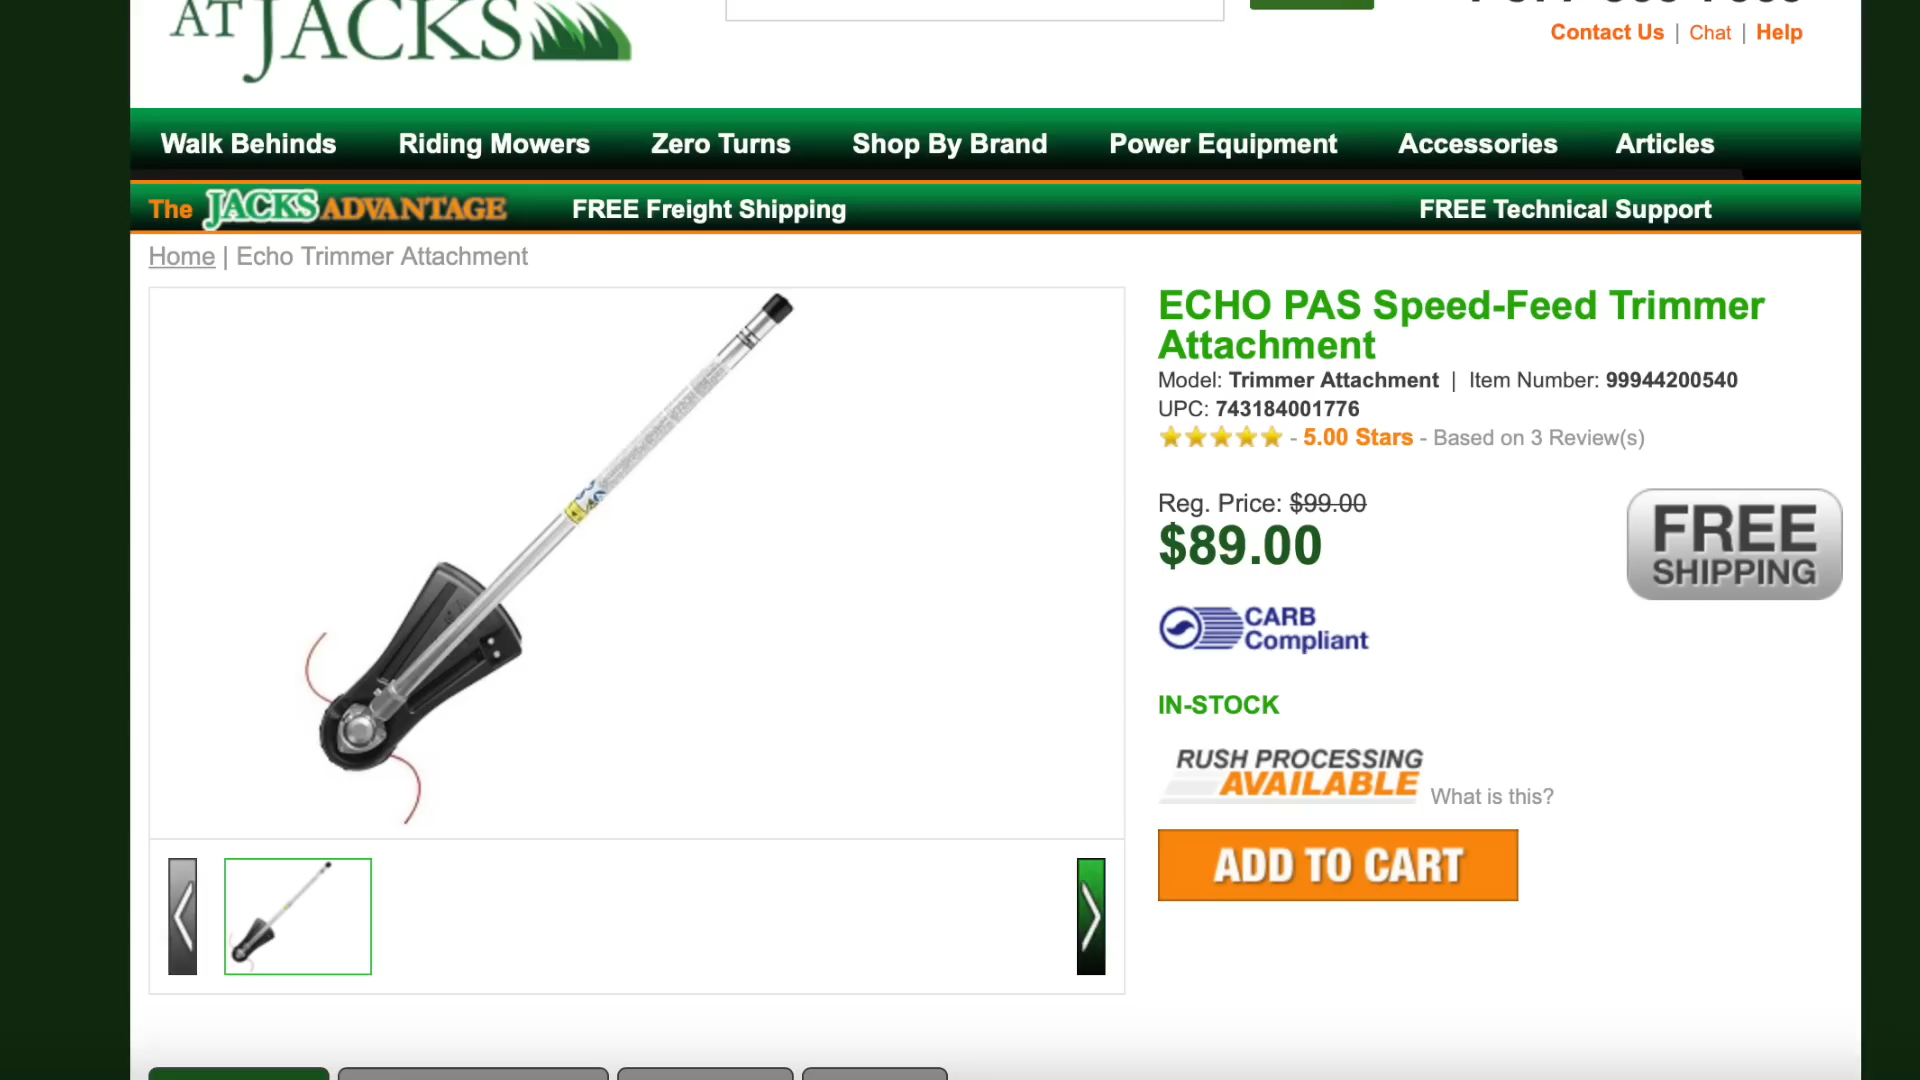 AT JACKS
Contact Us | Chat | Help
Walk Behinds Riding Mowers Zero Turns Shop By Brand Power Equipment Accessories Articles
The JACKS ADVANTAGE FREE Freight Shipping FREE Technical Support
Home | Echo Trimmer Attachment
ECHO PAS Speed-Feed Trimmer
Attachment
Model: Trimmer Attachment | Item Number: 99944200540
UPC: 743184001776
- 5.00 Stars - Based on 3 Review(s)
Reg. Price: $99.00
$89.00
FREE
SHIPPING
CARB
Compliant
IN-STOCK
RUSH PROCESSING
AVAILABLE What is this?
ADD TO CART